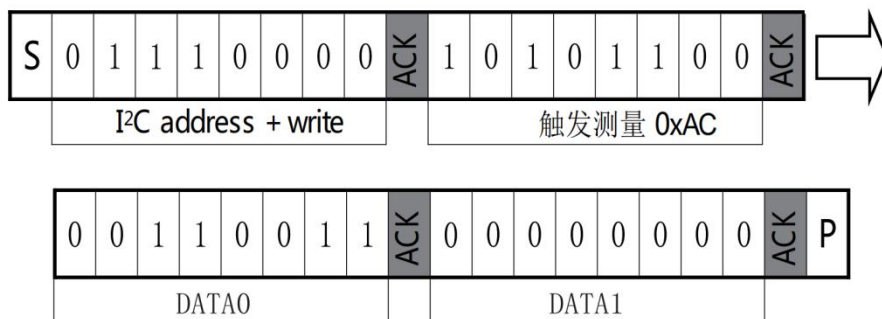 S 0 1 1 1 0 0 0 0 ACK 1 0 1 0 1 1 0 0 ACK
I²C address + write 触发测量 0xAC
0 0 1 1 0 0 1 1 ACK 0 0 0 0 0 0 0 0 ACK P
DATA0 DATA1